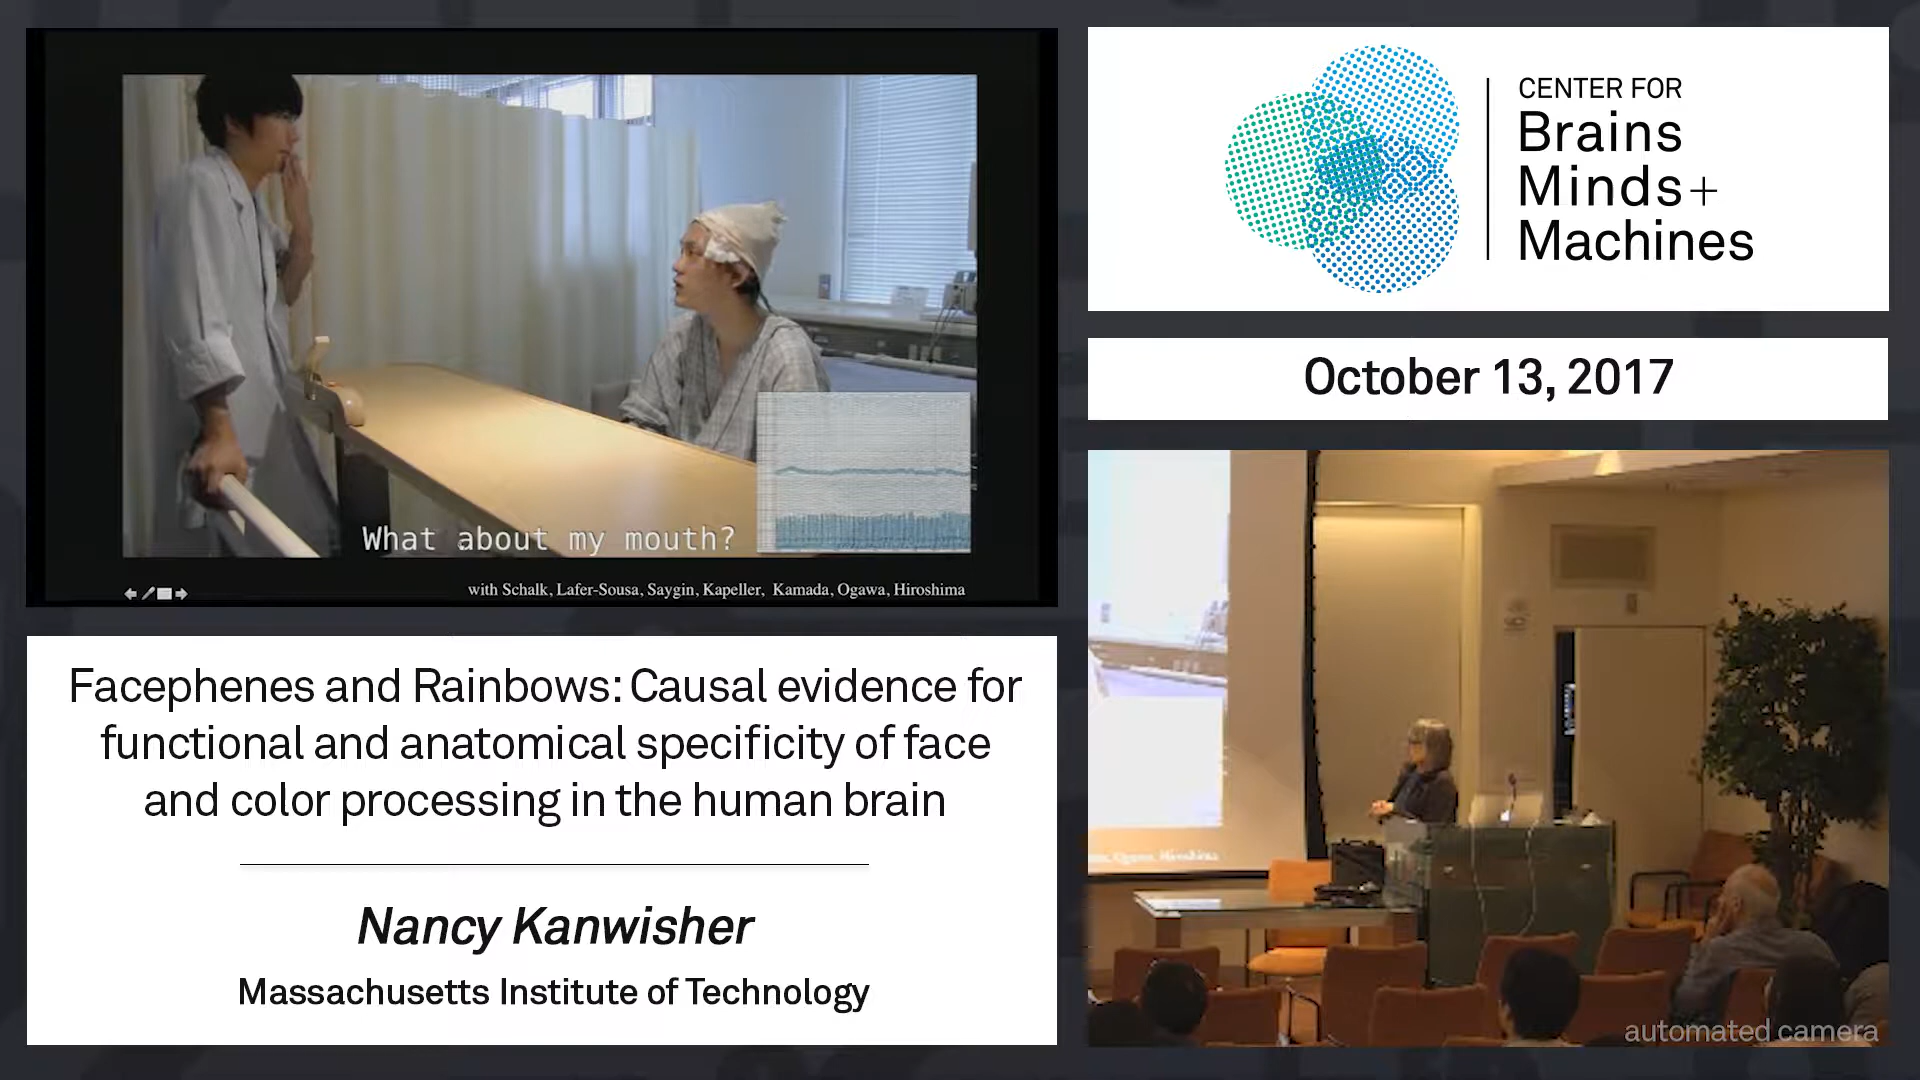 What about my mouth?
with Schalk, Lafer-Sousa, Saygin, Kapeller, Kamada, Ogawa, Hiroshima
CENTER FOR
Brains
Minds+
Machines
October 13, 2017
Facephenes and Rainbows: Causal evidence for
functional and anatomical specificity of face
and color processing in the human brain
Nancy Kanwisher
Massachusetts Institute of Technology
Ogawa, Hiroshima
automated camera